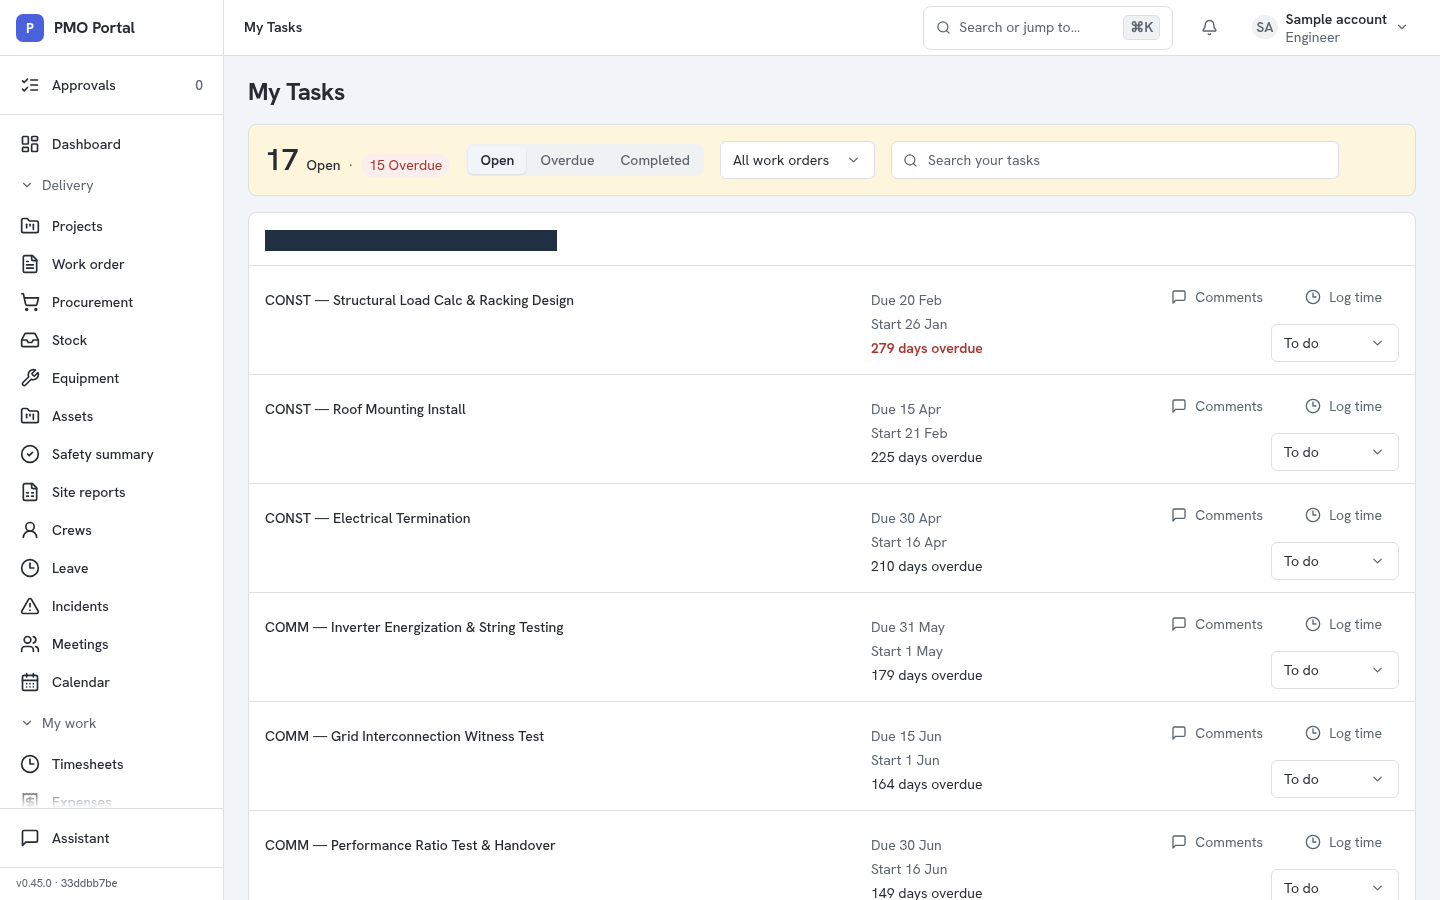 P PMO Portal
My Tasks
Search or jump to...
⌘K
SA
Sample account
Engineer
Approvals 0
Dashboard
Delivery
Projects
Work order
Procurement
Stock
Equipment
Assets
Safety summary
Site reports
Crews
Leave
Incidents
Meetings
Calendar
My work
Timesheets
Expenses
Assistant
v0.45.0 · 33ddbb7be
My Tasks
17 Open · 15 Overdue
Open Overdue Completed
All work orders
Search your tasks
CONST — Structural Load Calc & Racking Design
Due 20 Feb
Start 26 Jan
279 days overdue
Comments Log time
To do
CONST — Roof Mounting Install
Due 15 Apr
Start 21 Feb
225 days overdue
Comments Log time
To do
CONST — Electrical Termination
Due 30 Apr
Start 16 Apr
210 days overdue
Comments Log time
To do
COMM — Inverter Energization & String Testing
Due 31 May
Start 1 May
179 days overdue
Comments Log time
To do
COMM — Grid Interconnection Witness Test
Due 15 Jun
Start 1 Jun
164 days overdue
Comments Log time
To do
COMM — Performance Ratio Test & Handover
Due 30 Jun
Start 16 Jun
149 days overdue
Comments Log time
To do